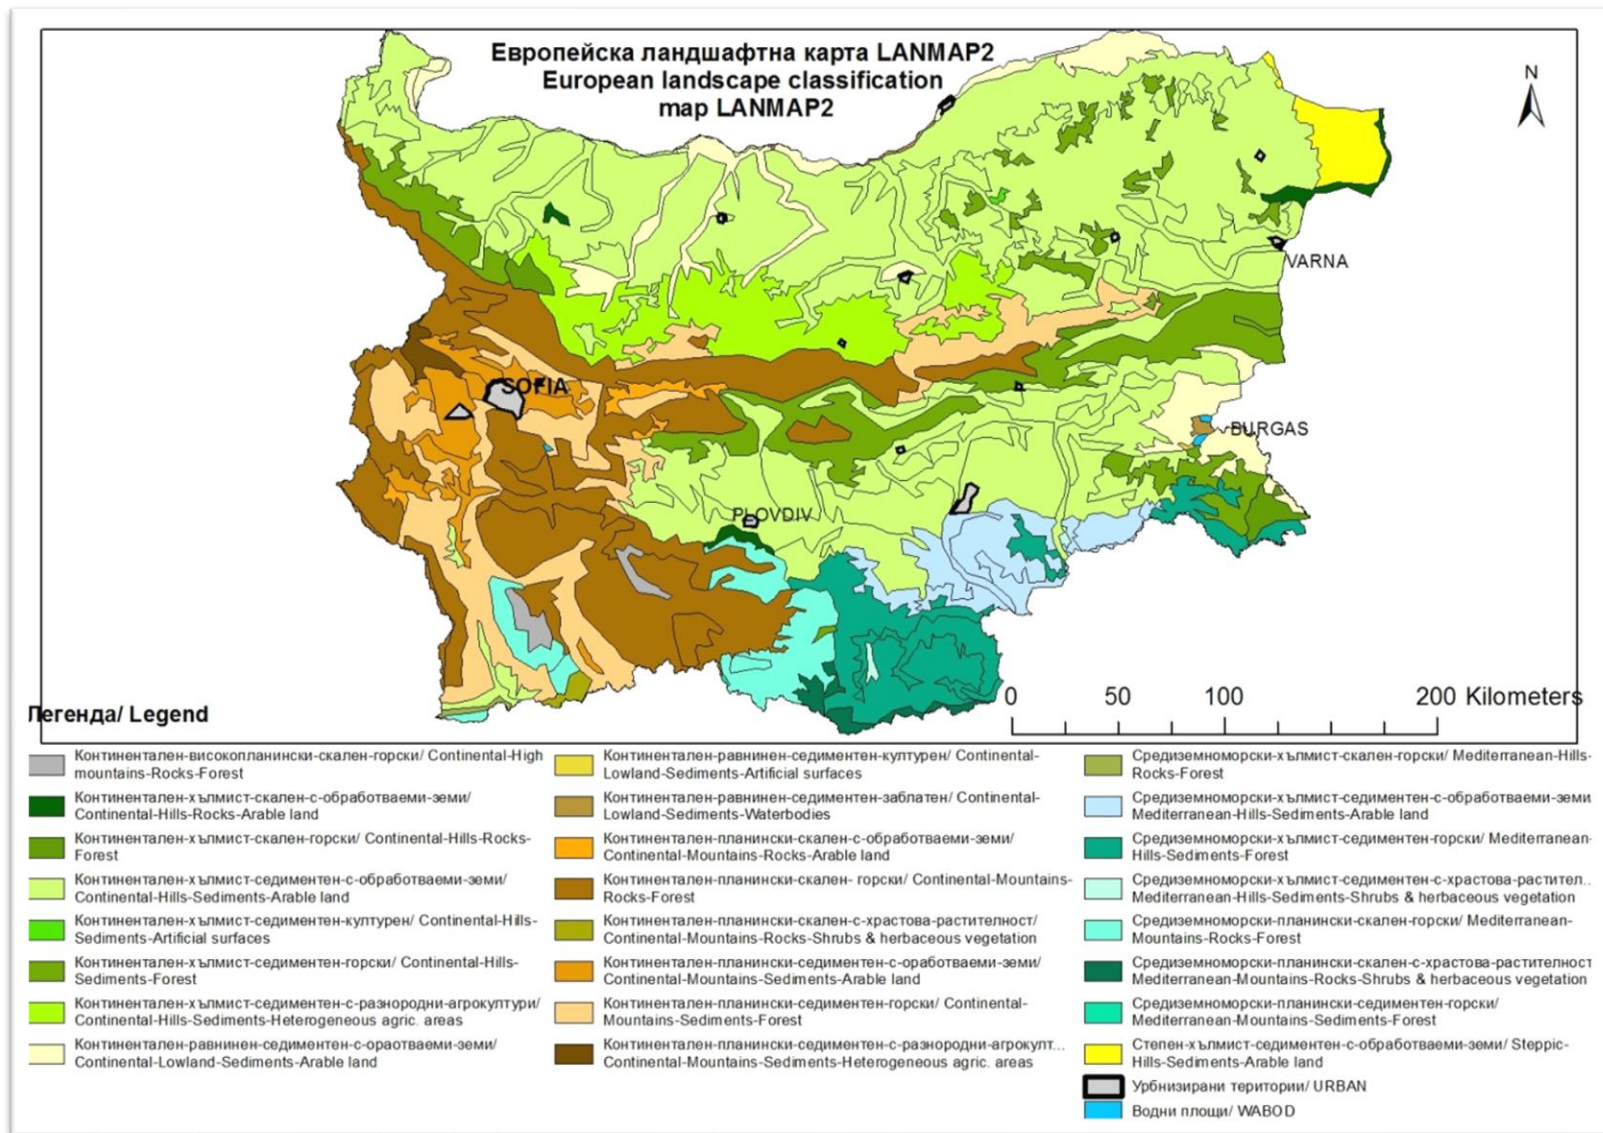 Европейска ландшафтна карта LANMAP2
European landscape classification
map LANMAP2
N
VARNA
SOFIA
BURGAS
PLOVDIV
0 50 100 200 Kilometers
Легенда/ Legend
Континентален-високопланински-скален-горски/ Continental-High
mountains-Rocks-Forest
Континентален-хълмист-скален-с-обработваеми-земи/
Continental-Hills-Rocks-Arable land
Континентален-хълмист-скален-горски/ Continental-Hills-Rocks-
Forest
Континентален-хълмист-седиментен-с-обработваеми-земи/
Continental-Hills-Sediments-Arable land
Континентален-хълмист-седиментен-културен/ Continental-Hills-
Sediments-Artificial surfaces
Континентален-хълмист-седиментен-горски/ Continental-Hills-
Sediments-Forest
Континентален-хълмист-седиментен-с-разнородни-агрокултури/
Continental-Hills-Sediments-Heterogeneous agric. areas
Континентален-равнинен-седиментен-с-ораотваеми-земи/
Continental-Lowland-Sediments-Arable land
Континентален-равнинен-седиментен-културен/ Continental-
Lowland-Sediments-Artificial surfaces
Континентален-равнинен-седиментен-заблатен/ Continental-
Lowland-Sediments-Waterbodies
Континентален-планински-скален-с-обработваеми-земи/
Continental-Mountains-Rocks-Arable land
Континентален-планински-скален- горски/ Continental-Mountains-
Rocks-Forest
Континентален-планински-скален-с-храстова-растителност/
Continental-Mountains-Rocks-Shrubs & herbaceous vegetation
Континентален-планински-седиментен-с-оработваеми-земи/
Continental-Mountains-Sediments-Arable land
Континентален-планински-седиментен-горски/ Continental-
Mountains-Sediments-Forest
Континентален-планински-седиментен-с-разнородни-агрокулт...
Continental-Mountains-Sediments-Heterogeneous agric. areas
Средиземноморски-хълмист-скален-горски/ Mediterranean-Hills-
Rocks-Forest
Средиземноморски-хълмист-седиментен-с-обработваеми-земи
Mediterranean-Hills-Sediments-Arable land
Средиземноморски-хълмист-седиментен-горски/ Mediterranean-
Hills-Sediments-Forest
Средиземноморски-хълмист-седиментен-с-храстова-растител...
Mediterranean-Hills-Sediments-Shrubs & herbaceous vegetation
Средиземноморски-планински-скален-горски/ Mediterranean-
Mountains-Rocks-Forest
Средиземноморски-планински-скален-с-храстова-растителност
Mediterranean-Mountains-Rocks-Shrubs & herbaceous vegetation
Средиземноморски-планински-седиментен-горски/
Mediterranean-Mountains-Sediments-Forest
Степен-хълмист-седиментен-с-обработваеми-земи/ Steppic-
Hills-Sediments-Arable land
Урбнизирани територии/ URBAN
Водни площи/ WABOD